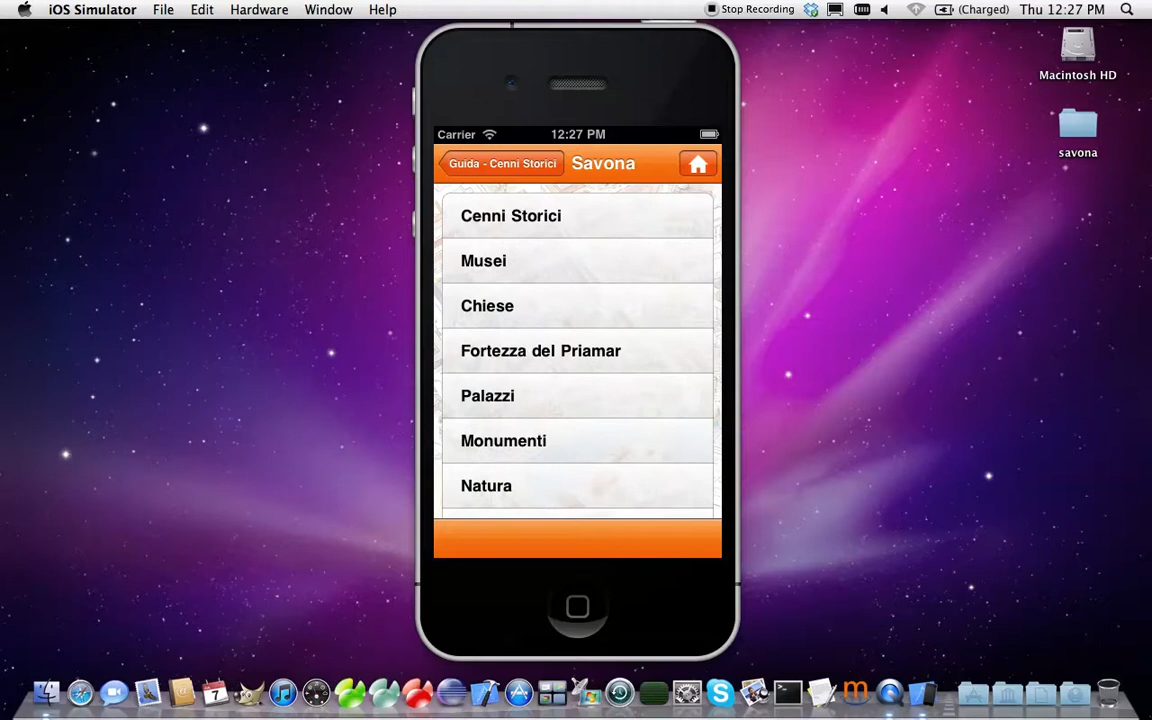 iOS Simulator File Edit Hardware Window Help Stop Recording (Charged) Thu 12:27 PM
Macintosh HD
savona
Carrier 12:27 PM
Guida - Cenni Storici Savona
Cenni Storici
Musei
Chiese
Fortezza del Priamar
Palazzi
Monumenti
Natura
7